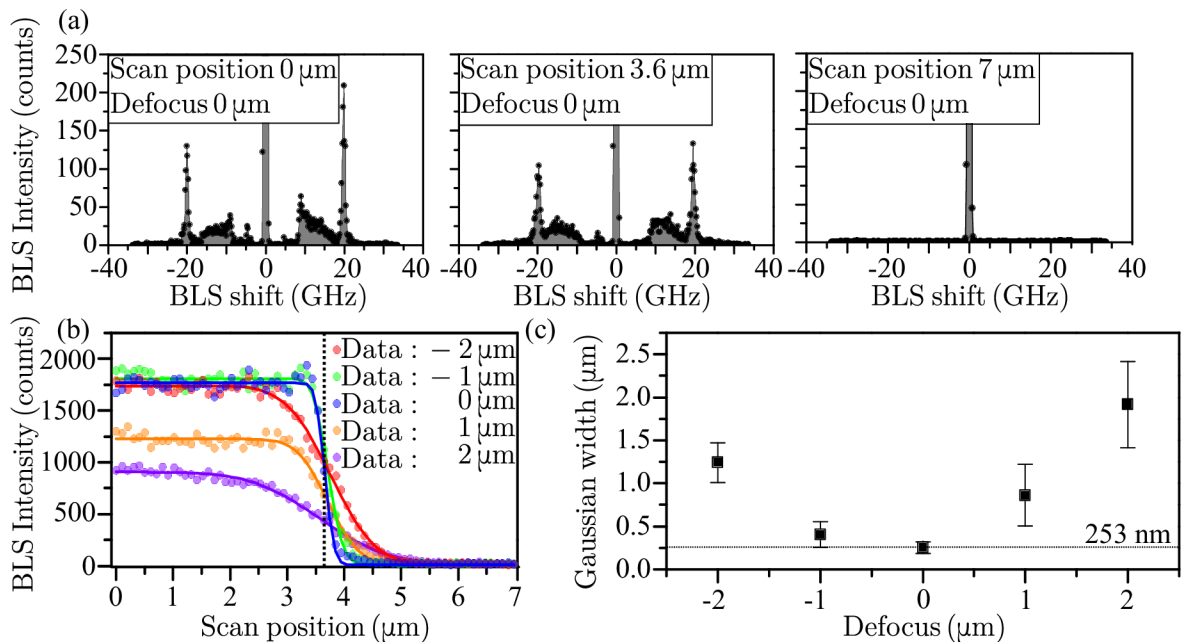 (a)
BLS Intensity (counts)
250
200
150
100
50
0
Scan position 0 μm
Defocus 0 μm
Scan position 3.6 μm
Defocus 0 μm
Scan position 7 μm
Defocus 0 μm
-40 -20 0 20 40
-40 -20 0 20 40
-40 -20 0 20 40
BLS shift (GHz)
BLS shift (GHz)
BLS shift (GHz)
(b)
BLS Intensity (counts)
2000
1750
1500
1250
1000
750
500
250
0
Data : − 2 μm
Data : − 1 μm
Data : 0 μm
Data : 1 μm
Data : 2 μm
0 1 2 3 4 5 6 7
Scan position (μm)
(c)
Gaussian width (μm)
2.5
2.0
1.5
1.0
0.5
0.0
253 nm
-2 -1 0 1 2
Defocus (μm)